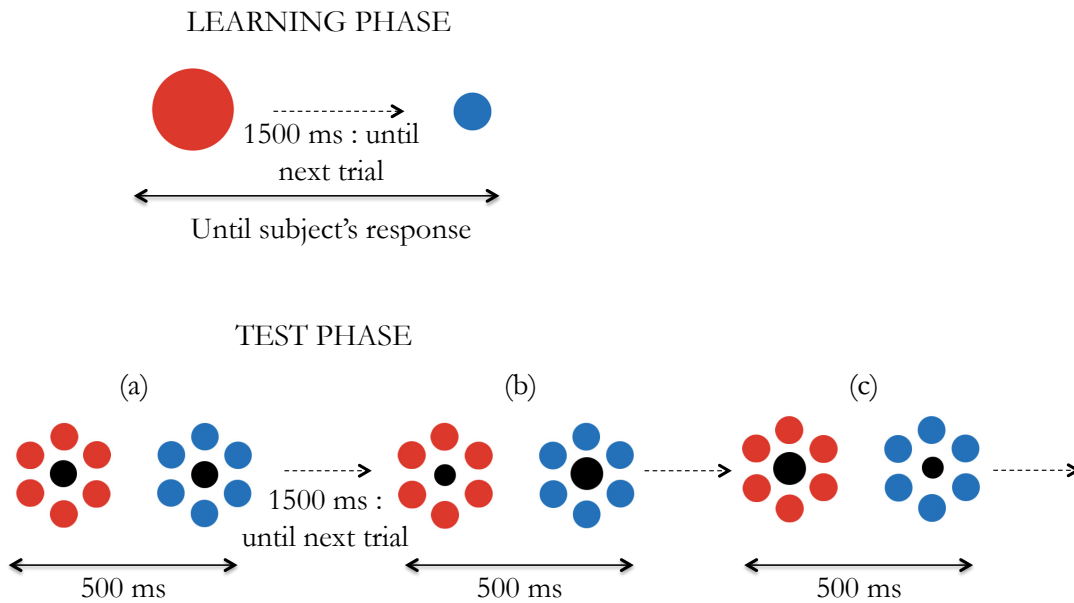 LEARNING PHASE
1500 ms : until
next trial
Until subject’s response
TEST PHASE
(a)
(b)
(c)
1500 ms :
until next trial
500 ms
500 ms
500 ms